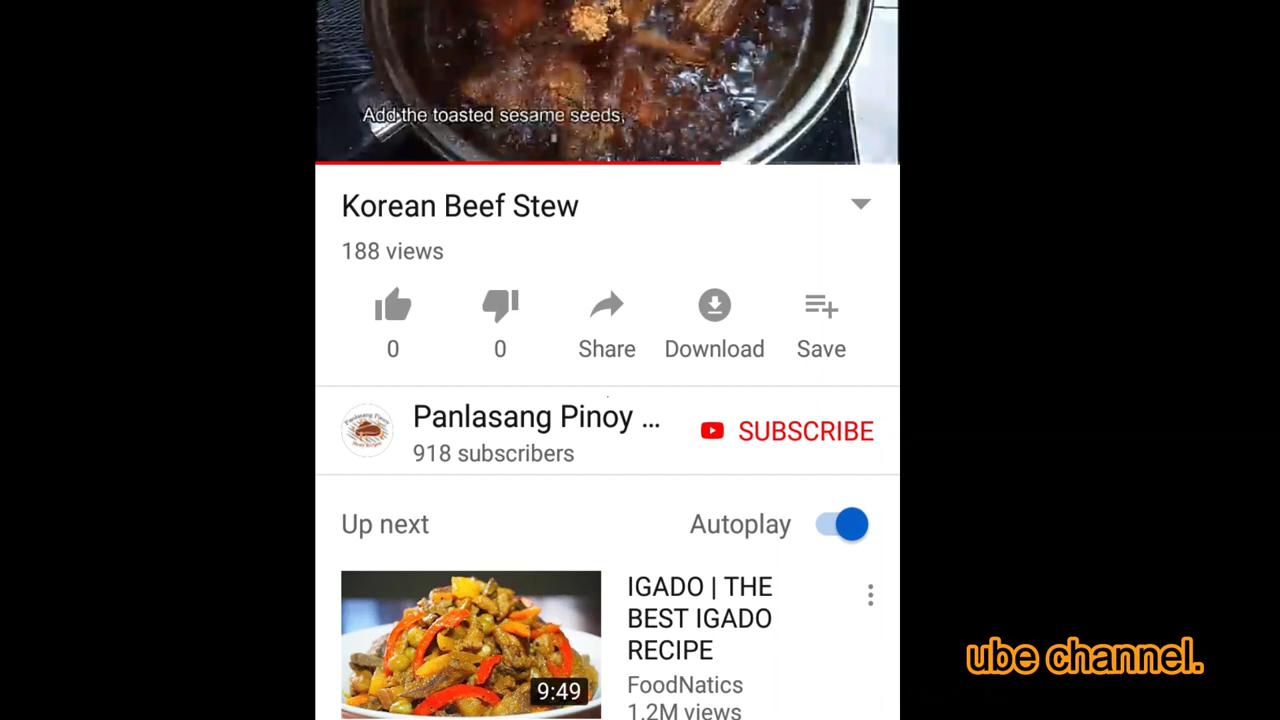 Add the toasted sesame seeds,
Korean Beef Stew
188 views
0
0
Share
Download
Save
Panlasang Pinoy ...
918 subscribers
SUBSCRIBE
Up next
Autoplay
IGADO | THE
BEST IGADO
RECIPE
9:49
FoodNatics
1.2M views
ube channel.